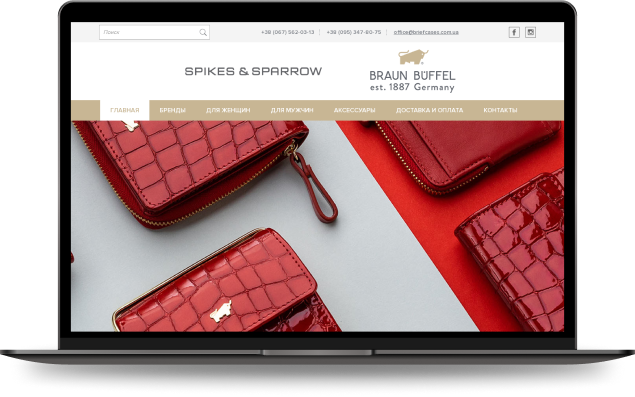 Поиск
+38 (067) 562-03-13 | +38 (095) 347-80-75 | office@briefcases.com.ua
SPIKES & SPARROW
BRAUN BÜFFEL
est. 1887 Germany
ГЛАВНАЯ БРЕНДЫ ДЛЯ ЖЕНЩИН ДЛЯ МУЖЧИН АКСЕССУАРЫ ДОСТАВКА И ОПЛАТА КОНТАКТЫ